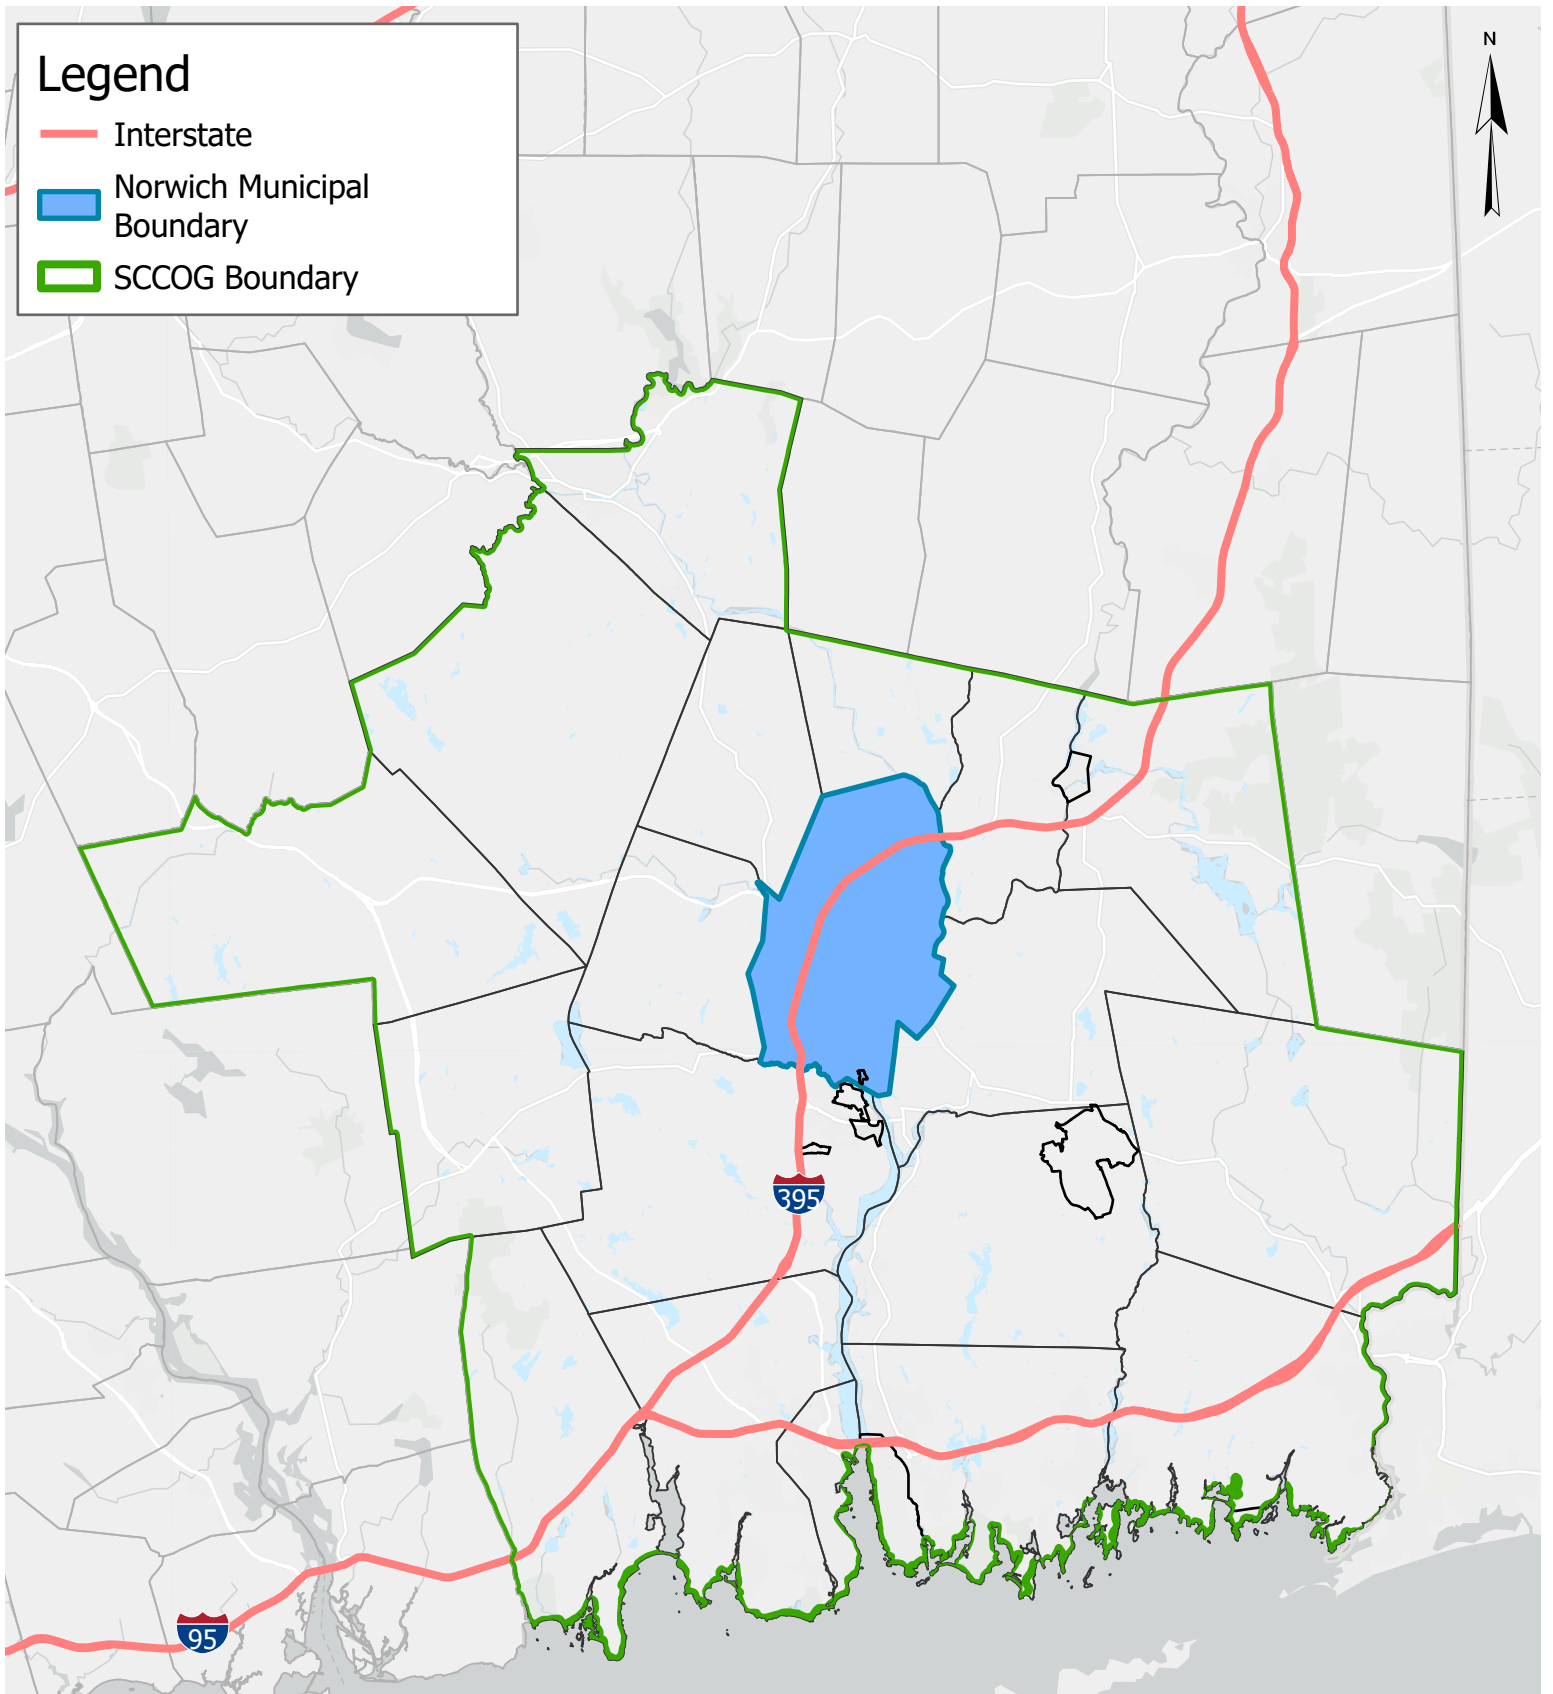 Legend
Interstate
Norwich Municipal
Boundary
SCCOG Boundary
N
395
95